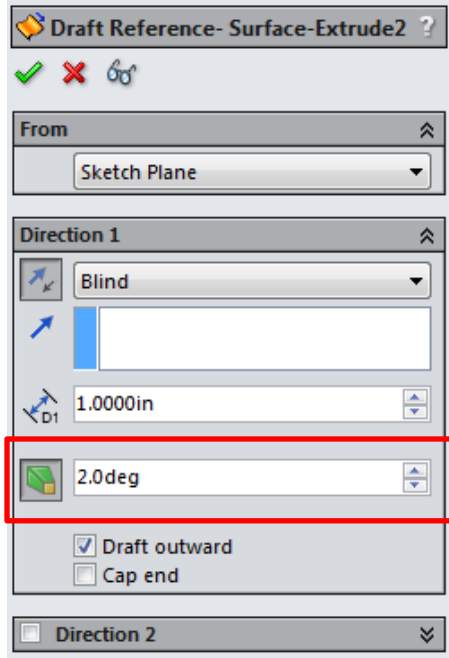 Draft Reference- Surface-Extrude2 ?
From
Sketch Plane
Direction 1
Blind
D1 1.0000in
2.0deg
Draft outward
Cap end
Direction 2